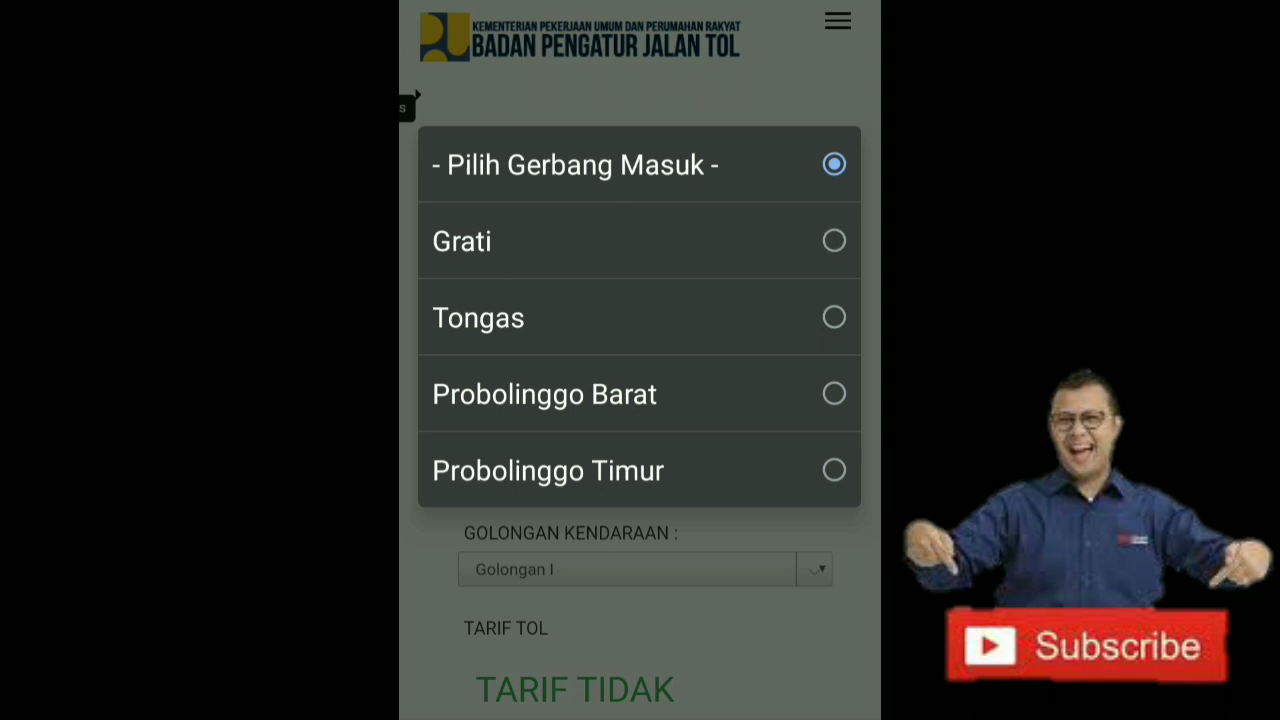 KEMENTERIAN PEKERJAAN UMUM DAN PERUMAHAN RAKYAT
BADAN PENGATUR JALAN TOL
s
- Pilih Gerbang Masuk -
Grati
Tongas
Probolinggo Barat
Probolinggo Timur
GOLONGAN KENDARAAN :
Golongan I
TARIF TOL
TARIF TIDAK
Subscribe